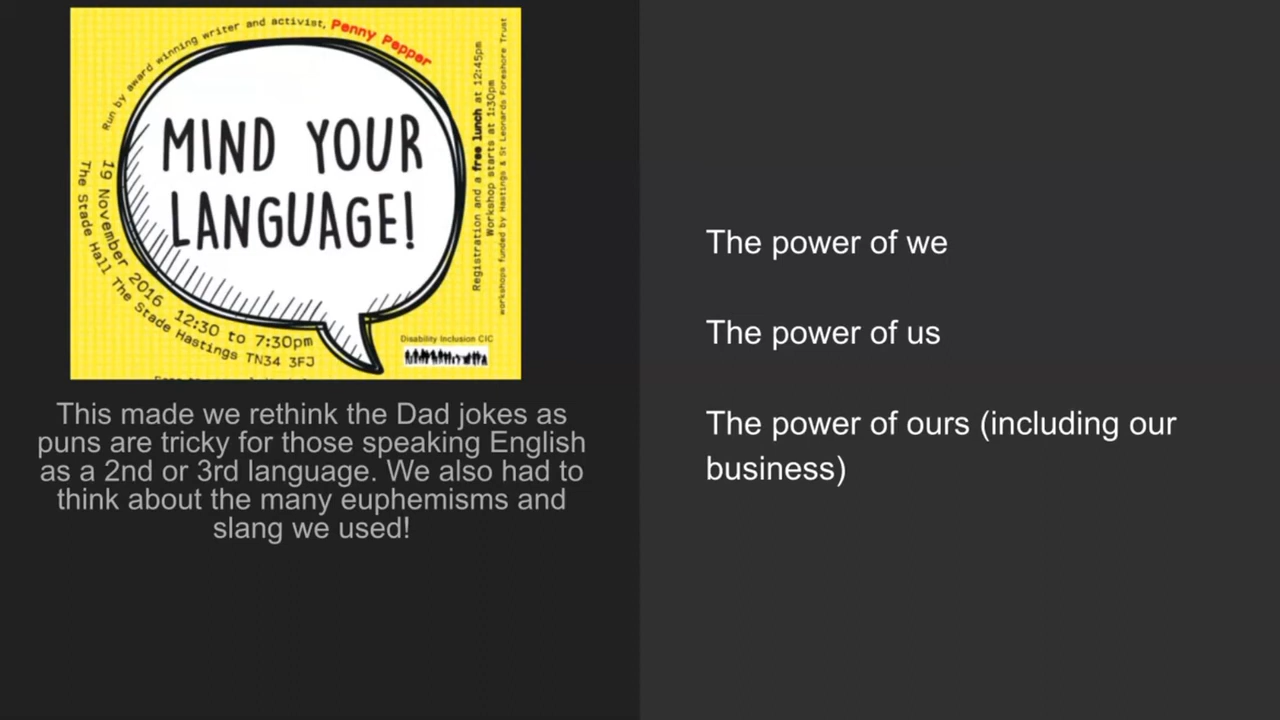 Run by award winning writer and activist, Penny Pepper
MIND YOUR
LANGUAGE!
19 November 2016 12:30 to 7:30pm
The Stade Hall The Stade Hastings TN34 3FJ
Registration and a free lunch at 12:45pm
Workshop starts at 1:30pm
workshops funded by Hastings & St Leonards Foreshore Trust
Disability Inclusion CIC
This made we rethink the Dad jokes as
puns are tricky for those speaking English
as a 2nd or 3rd language. We also had to
think about the many euphemisms and
slang we used!
The power of we
The power of us
The power of ours (including our
business)